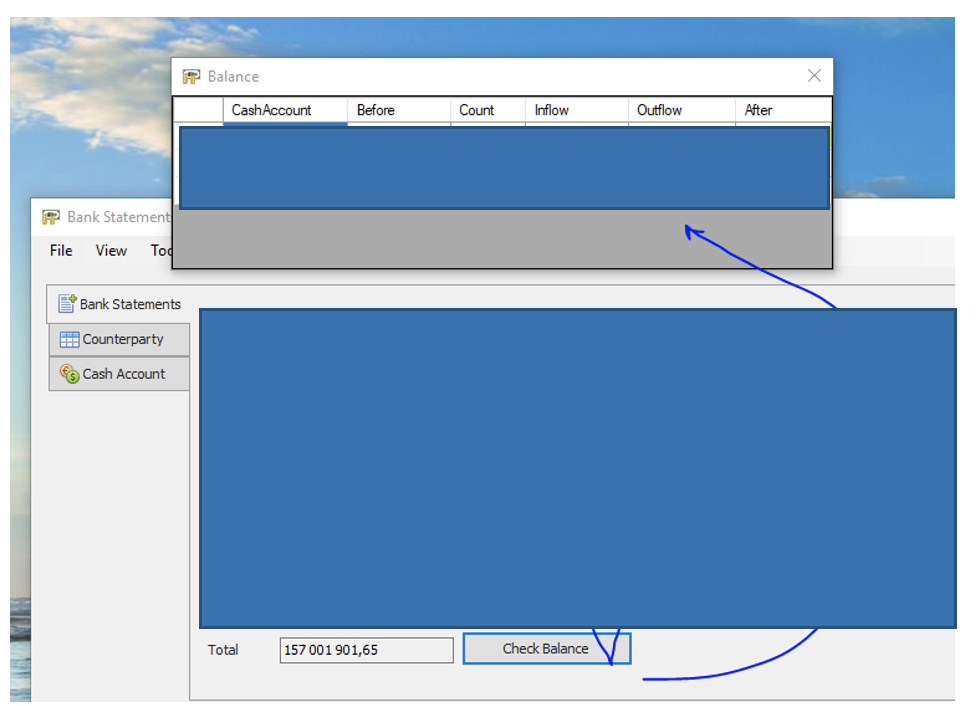 Balance
CashAccount Before Count Inflow Outflow After
Bank Statement
File View
Bank Statements
Counterparty
Cash Account
Total 157 001 901,65 Check Balance